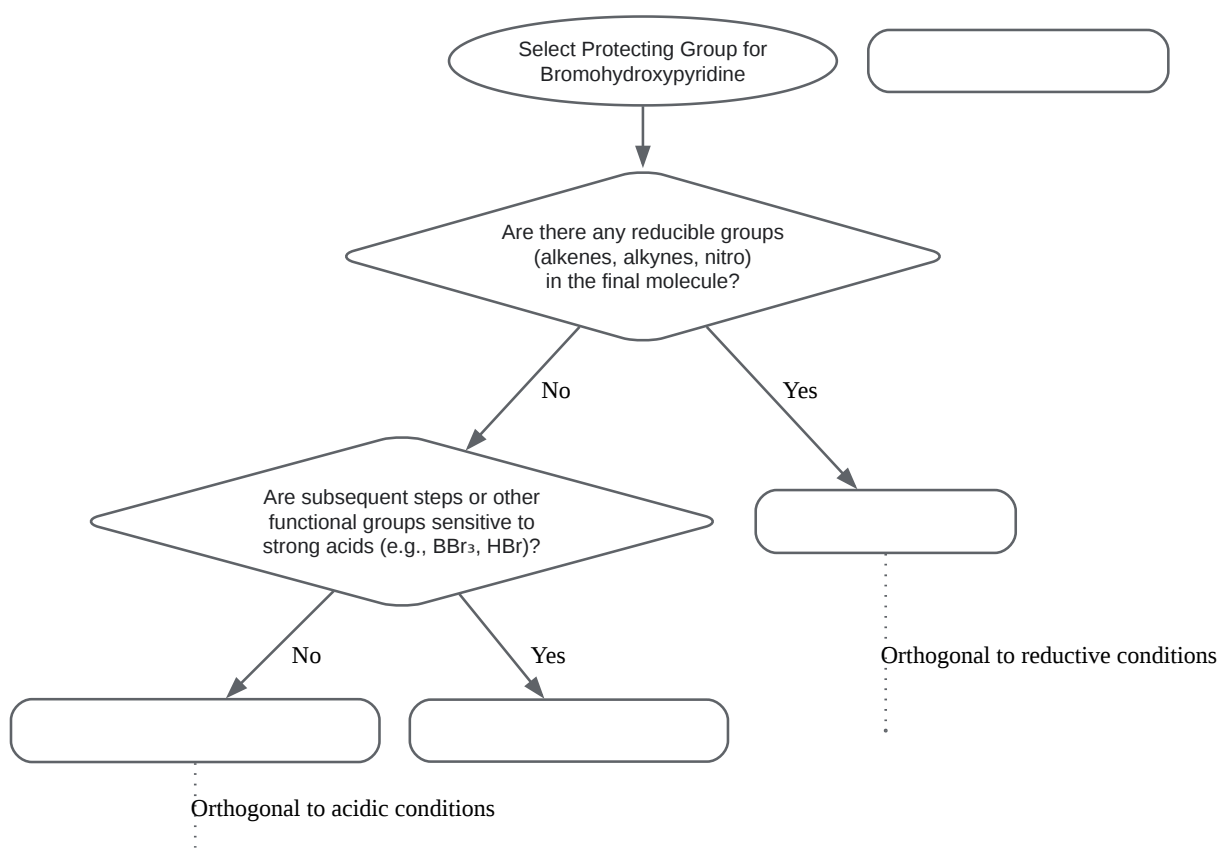 Select Protecting Group for
Bromohydroxypyridine
Are there any reducible groups
(alkenes, alkynes, nitro)
in the final molecule?
No
Yes
Are subsequent steps or other
functional groups sensitive to
strong acids (e.g., BBr₃, HBr)?
No
Yes
Orthogonal to reductive conditions
Orthogonal to acidic conditions